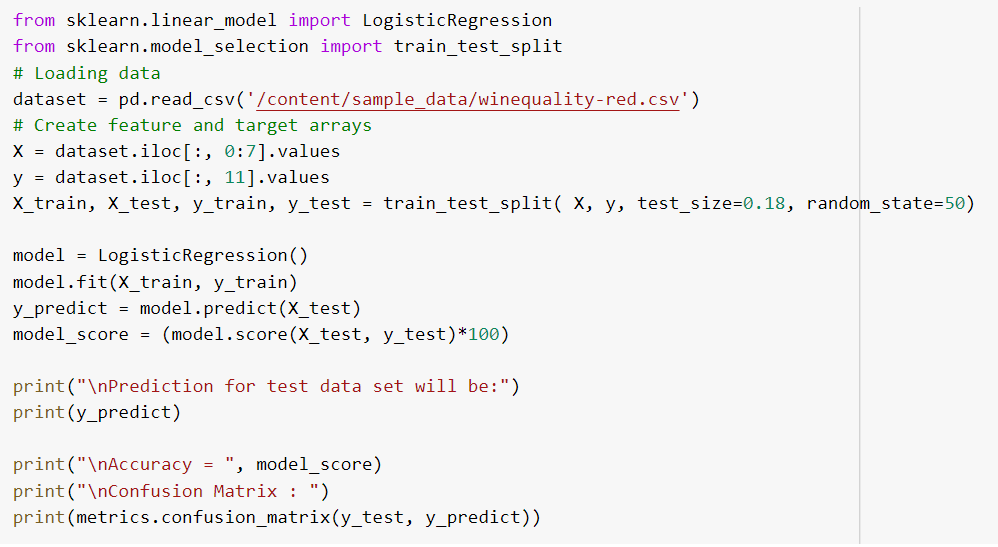 from sklearn.linear_model import LogisticRegression
from sklearn.model_selection import train_test_split
# Loading data
dataset = pd.read_csv('/content/sample_data/winequality-red.csv')
# Create feature and target arrays
X = dataset.iloc[:, 0:7].values
y = dataset.iloc[:, 11].values
X_train, X_test, y_train, y_test = train_test_split( X, y, test_size=0.18, random_state=50)
model = LogisticRegression()
model.fit(X_train, y_train)
y_predict = model.predict(X_test)
model_score = (model.score(X_test, y_test)*100)
print("\nPrediction for test data set will be:")
print(y_predict)
print("\nAccuracy = ", model_score)
print("\nConfusion Matrix : ")
print(metrics.confusion_matrix(y_test, y_predict))